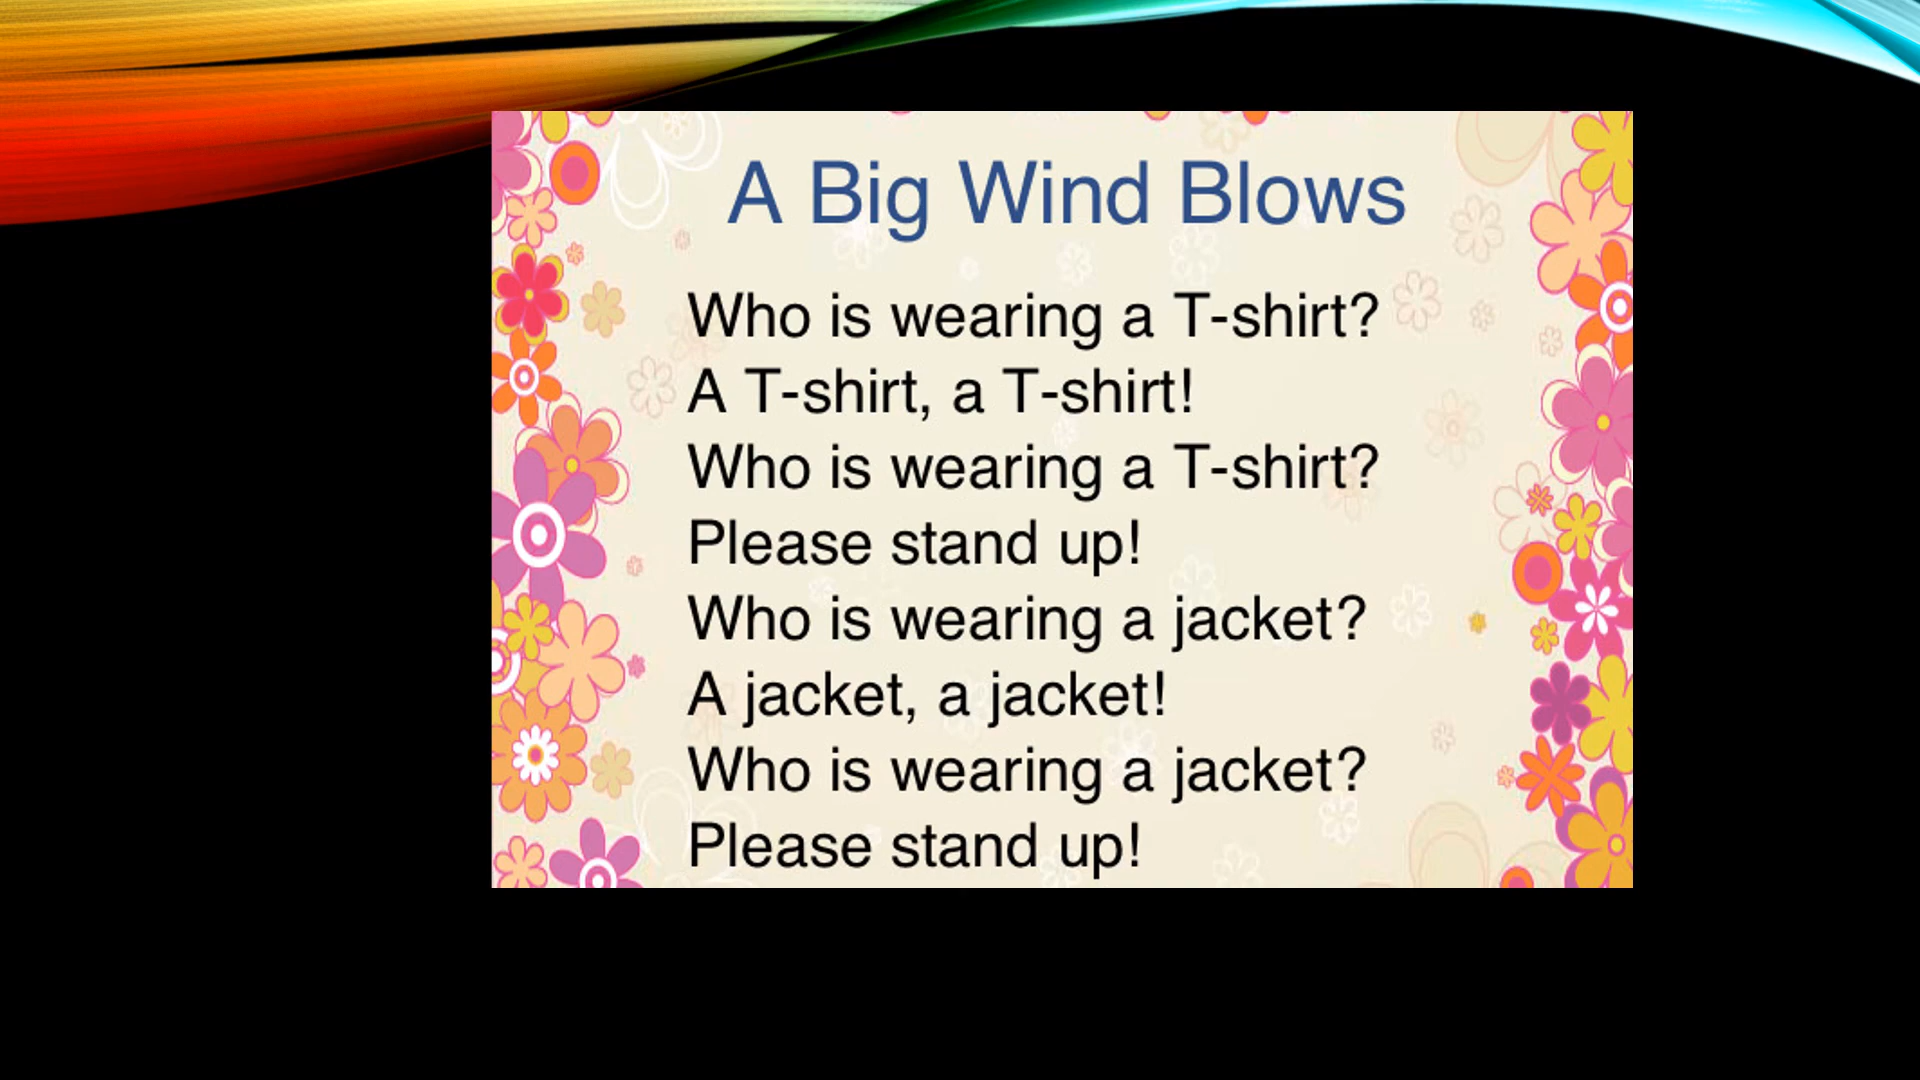 A Big Wind Blows
Who is wearing a T-shirt?
A T-shirt, a T-shirt!
Who is wearing a T-shirt?
Please stand up!
Who is wearing a jacket?
A jacket, a jacket!
Who is wearing a jacket?
Please stand up!